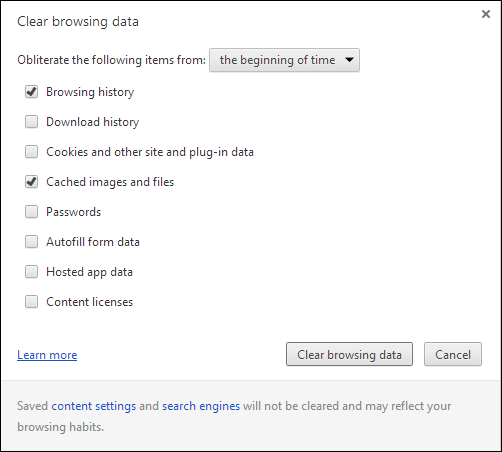 Clear browsing data
Obliterate the following items from: the beginning of time
Browsing history
Download history
Cookies and other site and plug-in data
Cached images and files
Passwords
Autofill form data
Hosted app data
Content licenses
Learn more Clear browsing data Cancel
Saved content settings and search engines will not be cleared and may reflect your
browsing habits.